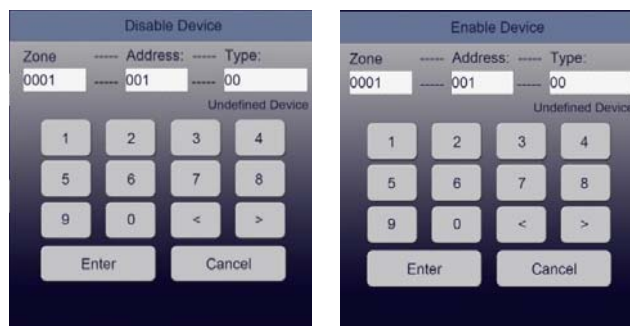 Disable Device
Zone ----- Address: ----- Type:
0001 ----- 001 ----- 00
Undefined Device
1 2 3 4
5 6 7 8
9 0 < >
Enter Cancel
Enable Device
Zone ----- Address: ----- Type:
0001 ----- 001 ----- 00
Undefined Device
1 2 3 4
5 6 7 8
9 0 < >
Enter Cancel